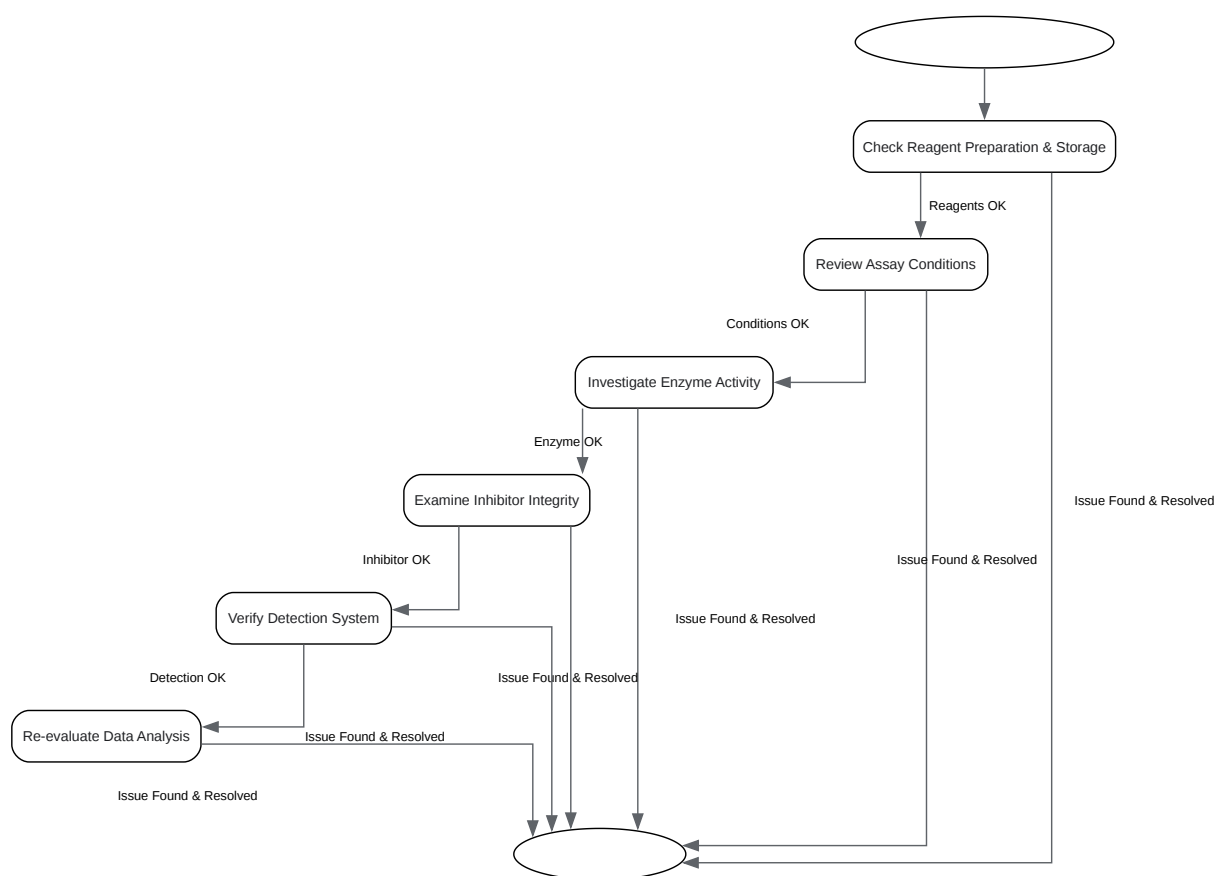 Check Reagent Preparation & Storage
Reagents OK
Review Assay Conditions
Conditions OK
Investigate Enzyme Activity
Enzyme OK
Examine Inhibitor Integrity
Issue Found & Resolved
Inhibitor OK
Issue Found & Resolved
Verify Detection System
Issue Found & Resolved
Detection OK
Issue Found & Resolved
Re-evaluate Data Analysis
Issue Found & Resolved
Issue Found & Resolved